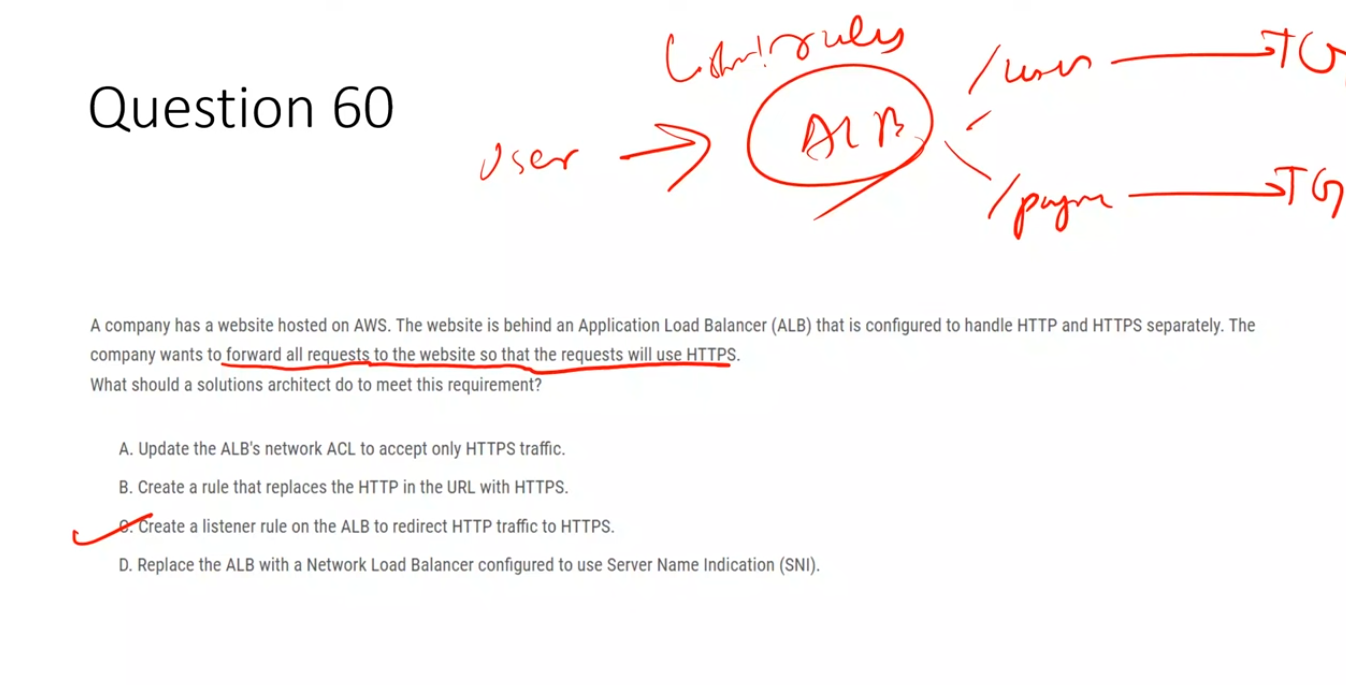 rules
/users
TG
Question 60
ALB
User
/payme
TG
A company has a website hosted on AWS. The website is behind an Application Load Balancer (ALB) that is configured to handle HTTP and HTTPS separately. The
company wants to forward all requests to the website so that the requests will use HTTPS.
What should a solutions architect do to meet this requirement?
A. Update the ALB's network ACL to accept only HTTPS traffic.
B. Create a rule that replaces the HTTP in the URL with HTTPS.
C. Create a listener rule on the ALB to redirect HTTP traffic to HTTPS.
D. Replace the ALB with a Network Load Balancer configured to use Server Name Indication (SNI).